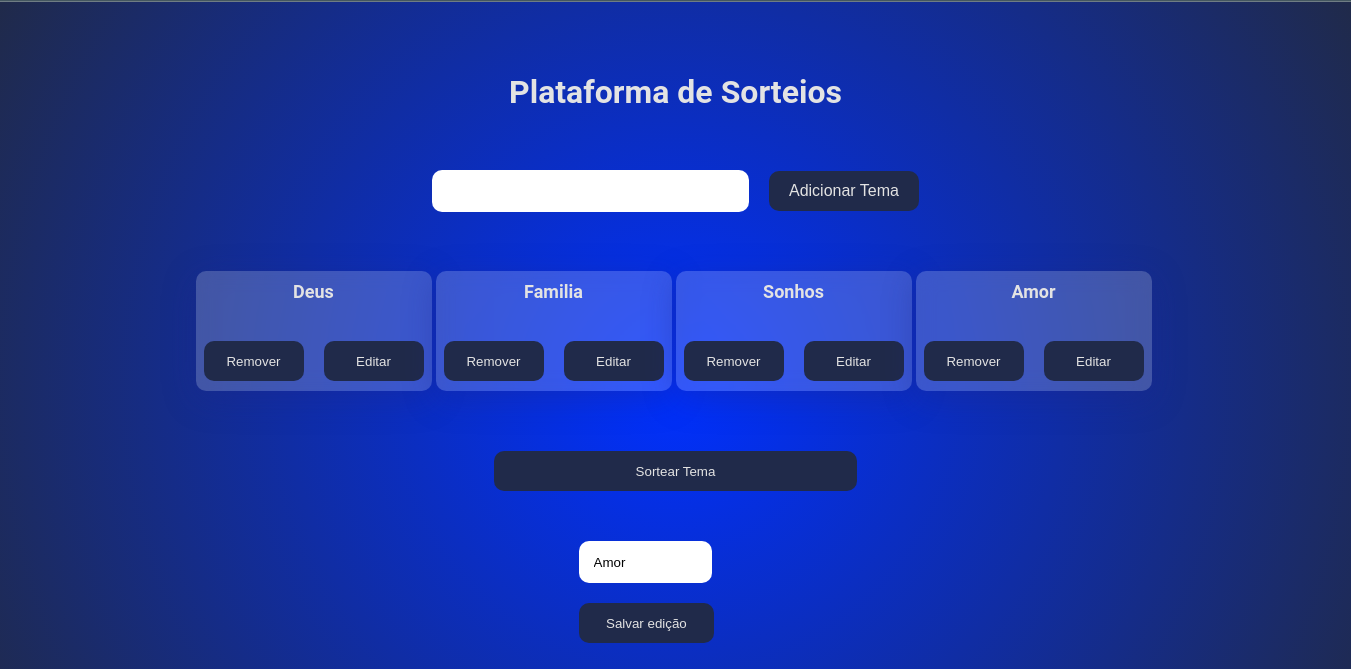 Plataforma de Sorteios
Adicionar Tema
Deus
Familia
Sonhos
Amor
Remover
Editar
Remover
Editar
Remover
Editar
Remover
Editar
Sortear Tema
Amor
Salvar edição